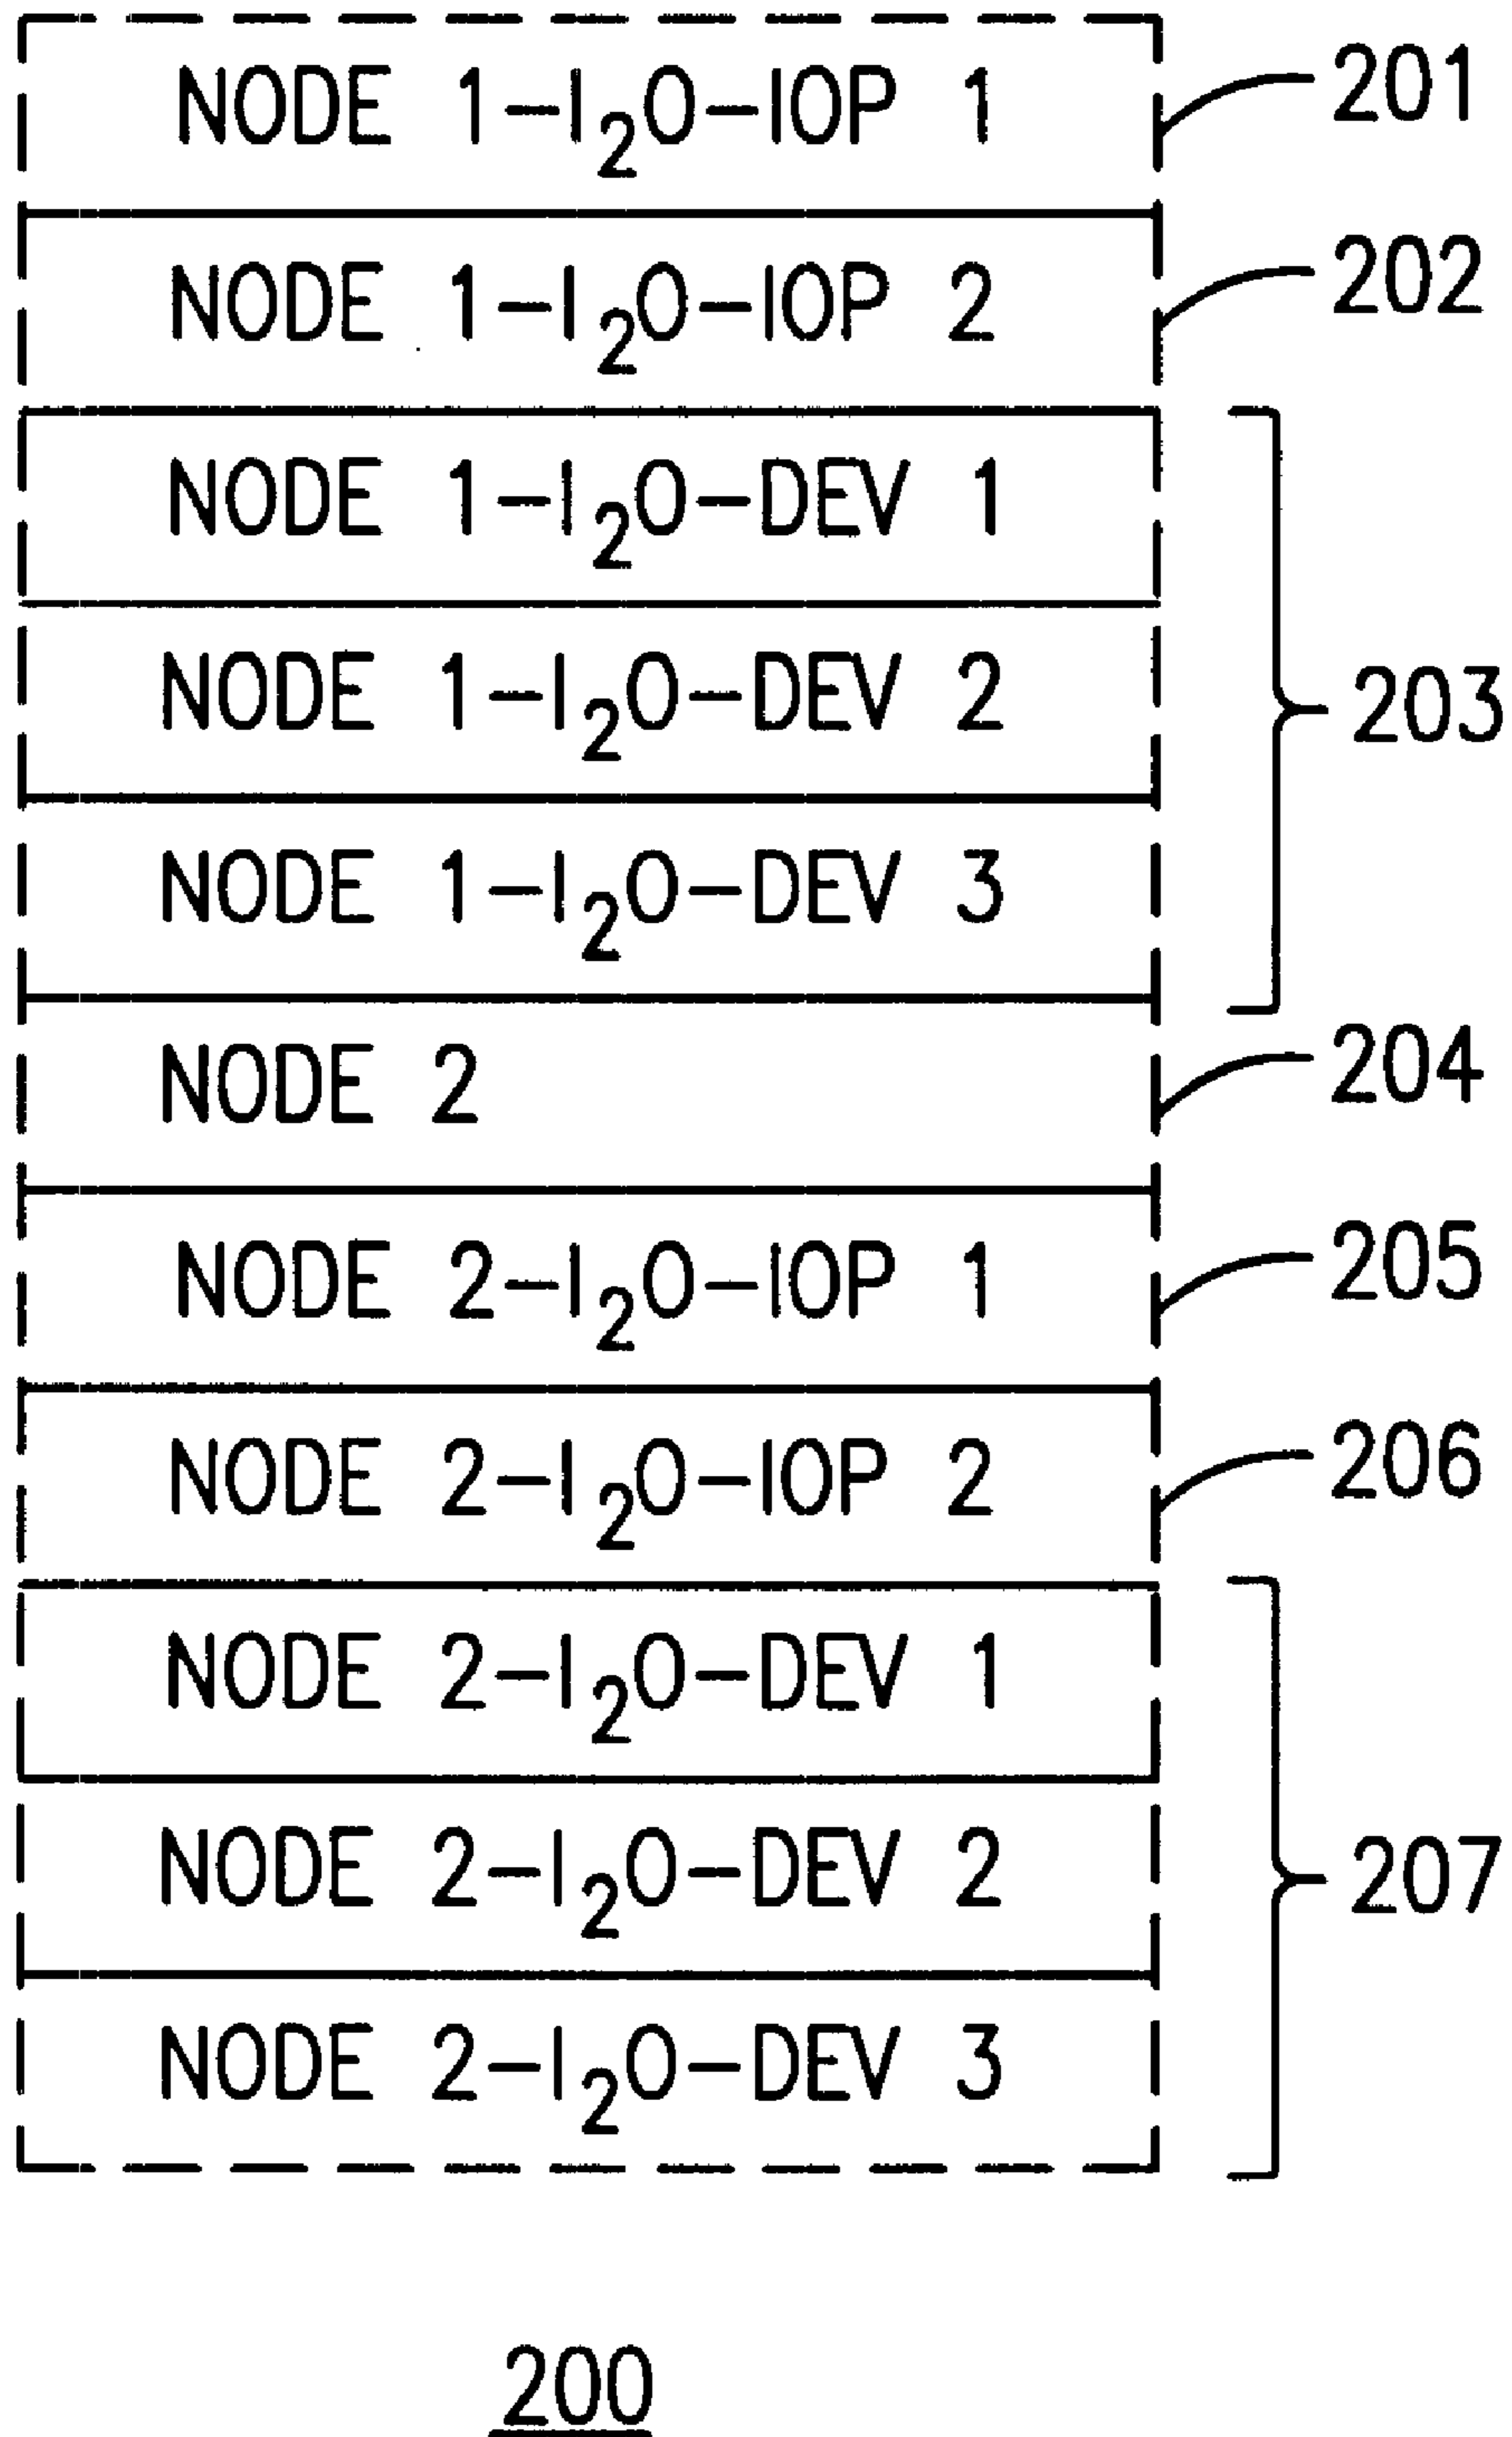 NODE 1-I₂O-IOP 1 201
NODE 1-I₂O-IOP 2 202
NODE 1-I₂O-DEV 1
NODE 1-I₂O-DEV 2 203
NODE 1-I₂O-DEV 3
NODE 2 204
NODE 2-I₂O-IOP 1 205
NODE 2-I₂O-IOP 2 206
NODE 2-I₂O-DEV 1
NODE 2-I₂O-DEV 2 207
NODE 2-I₂O-DEV 3
200